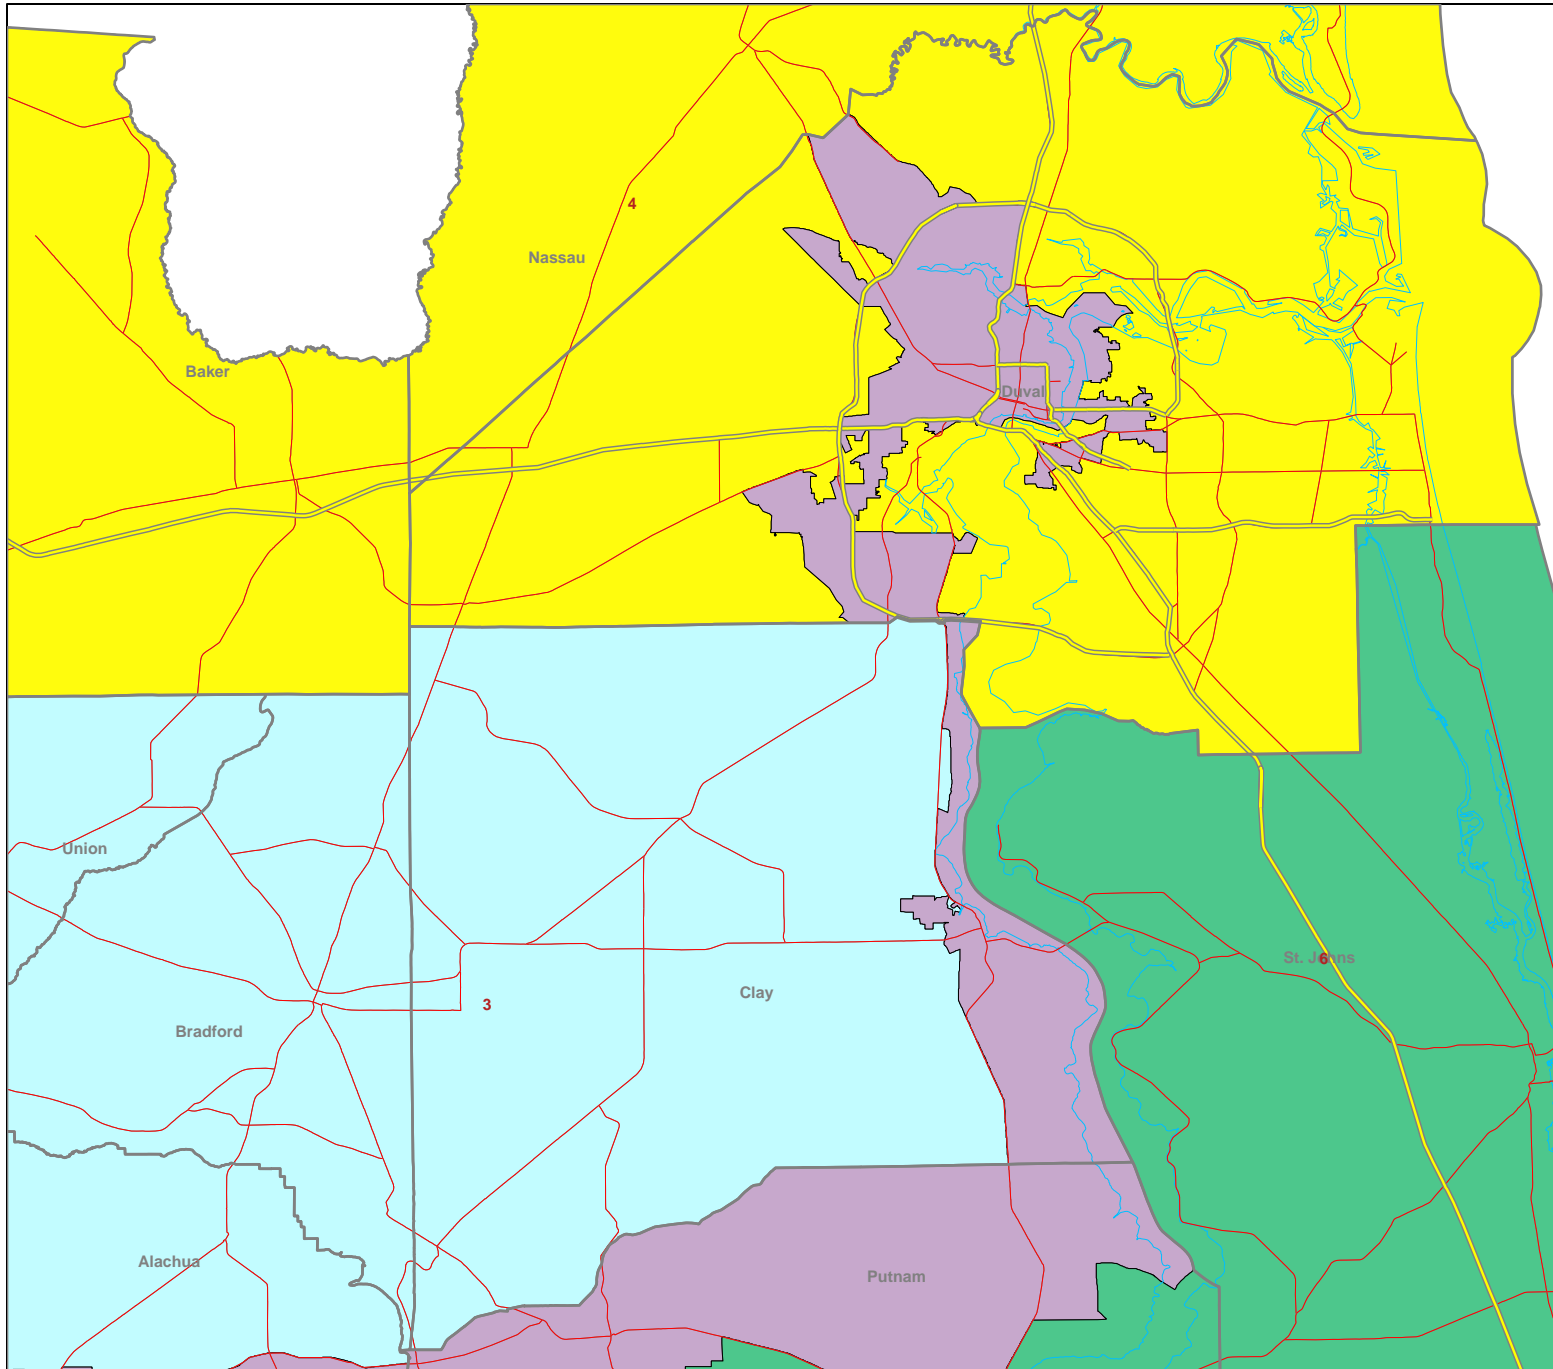 4
Nassau
Baker
Duval
Union
St. Johns
6
Clay
3
Bradford
Alachua
Putnam